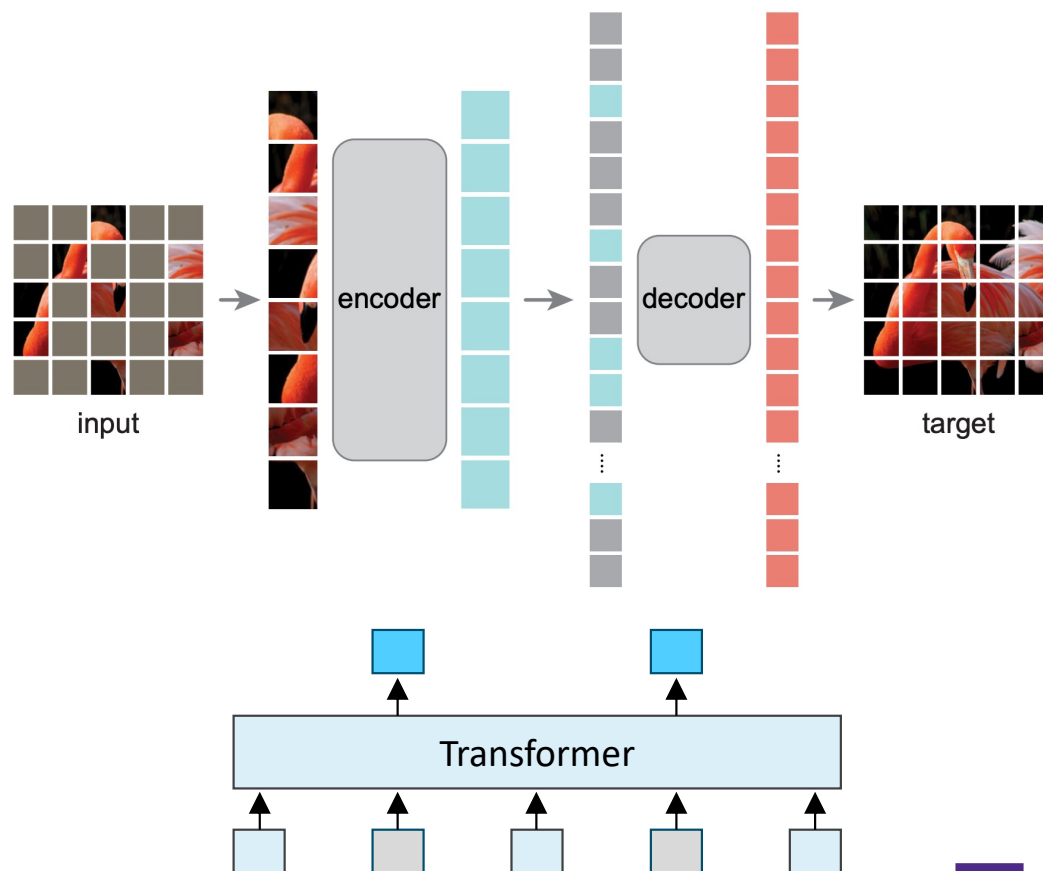 encoder
decoder
input
target
Transformer